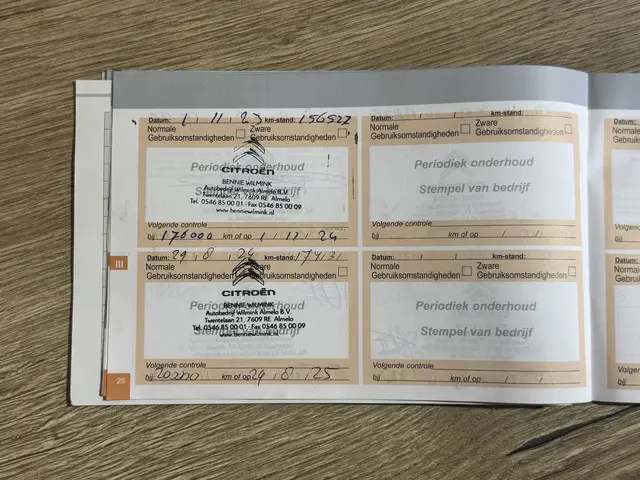 Datum: 1 . 11 . 23 km-stand: 156522
Normale Zware
Gebruiksomstandigheden Gebruiksomstandigheden
Periodiek onderhoud
CITROËN
BENNIE WILMINK
Autobedrijf Wilmink Almelo B.V.
Stempel van bedrijf
Twentelaan 21, 7609 RE Almelo
Tel. 0546 85 00 01 - Fax 0546 85 00 09
www.benniewilmink.nl
Volgende controle
bij km of op 1 . 11 . 24
Datum:
Normale Zware
Gebruiksomstandigheden Gebruiksomstandigheden
Periodiek onderhoud
Stempel van bedrijf
Volgende controle
bij km of op
III
Datum: 29 . 8 . 24 km-stand:
Normale Zware
Gebruiksomstandigheden Gebruiksomstandigheden
Periodiek onderhoud
CITROËN
BENNIE WILMINK
Autobedrijf Wilmink Almelo B.V.
Stempel van bedrijf
Twentelaan 21, 7609 RE Almelo
Tel. 0546 85 00 01 - Fax 0546 85 00 09
www.benniewilmink.nl
Volgende controle
bij km of op 29 . 8 . 25
Datum: km-stand:
Normale Zware
Gebruiksomstandigheden Gebruiksomstandigheden
Periodiek onderhoud
Stempel van bedrijf
Volgende controle
bij km of op
26